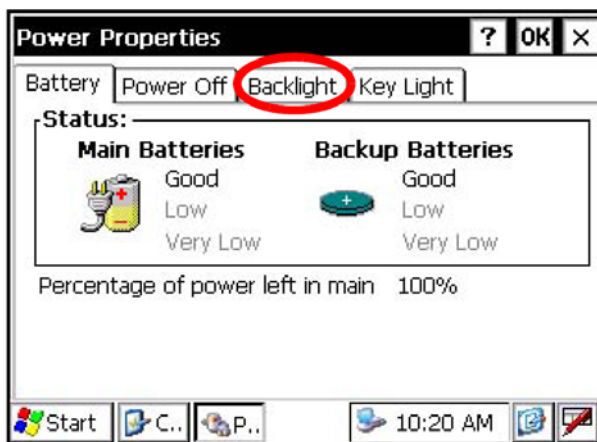 Power Properties ? OK ×
Battery Power Off Backlight Key Light
Status:
Main Batteries Backup Batteries
Good Good
Low Low
Very Low Very Low
Percentage of power left in main 100%
Start C.. P.. 10:20 AM